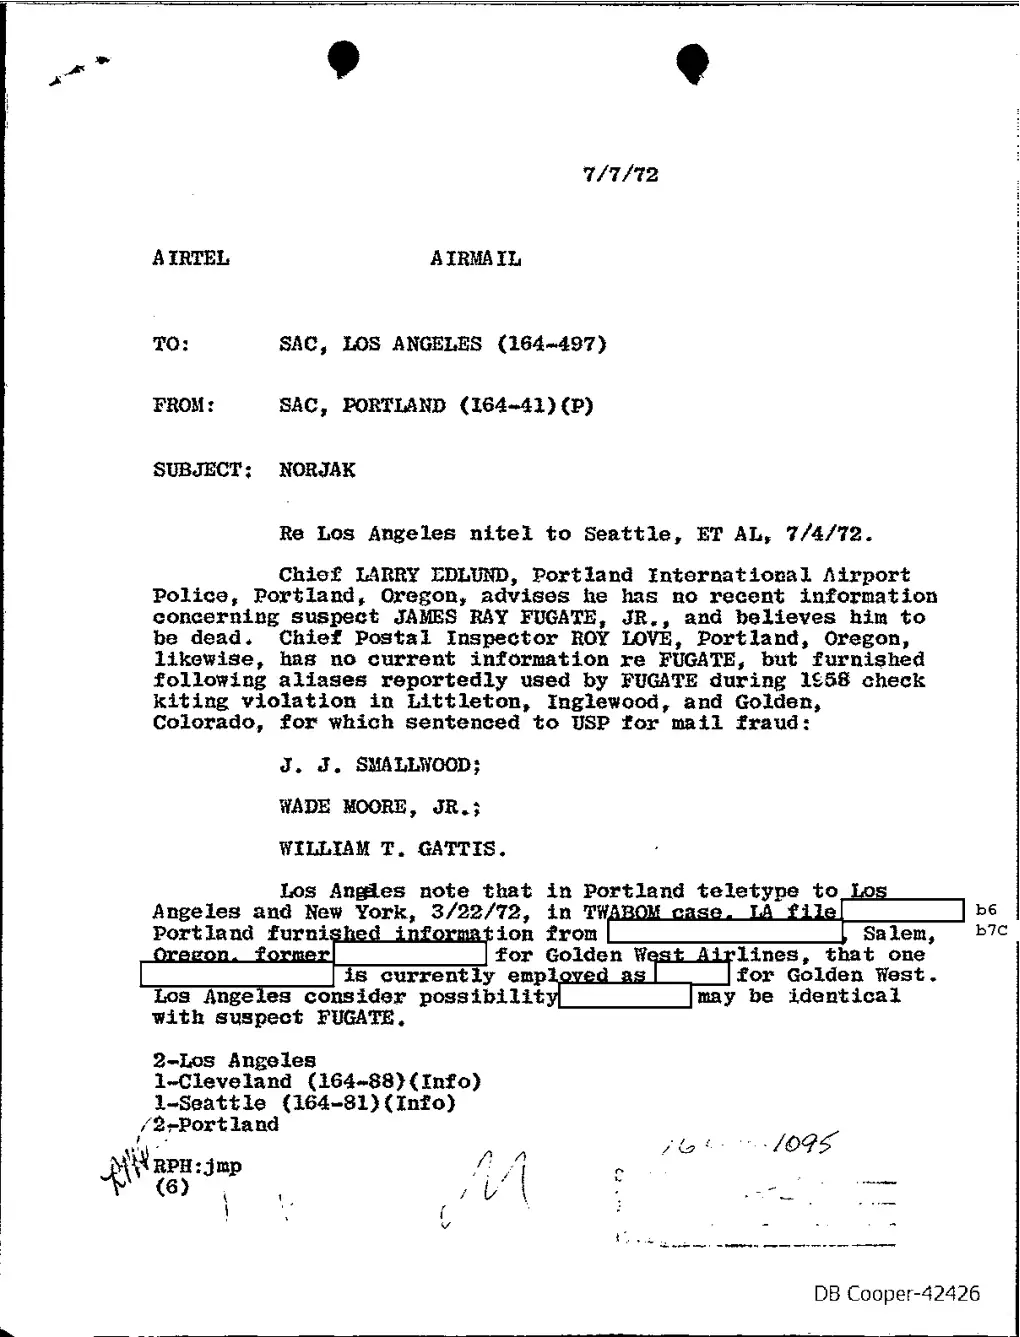 7/7/72
AIRTEL AIRMAIL
TO: SAC, LOS ANGELES (164-497)
FROM: SAC, PORTLAND (164-41)(P)
SUBJECT: NORJAK
Re Los Angeles nitel to Seattle, ET AL, 7/4/72.
Chief LARRY EDLUND, Portland International Airport
Police, Portland, Oregon, advises he has no recent information
concerning suspect JAMES RAY FUGATE, JR., and believes him to
be dead. Chief Postal Inspector ROY LOVE, Portland, Oregon,
likewise, has no current information re FUGATE, but furnished
following aliases reportedly used by FUGATE during 1958 check
kiting violation in Littleton, Inglewood, and Golden,
Colorado, for which sentenced to USP for mail fraud:
J. J. SMALLWOOD;
WADE MOORE, JR.;
WILLIAM T. GATTIS.
Los Angeles note that in Portland teletype to Los
Angeles and New York, 3/22/72, in TWABOM case, LA file b6
Portland furnished information from , Salem, b7C
Oregon, former for Golden West Airlines, that one
is currently employed as for Golden West.
Los Angeles consider possibility may be identical
with suspect FUGATE.
2-Los Angeles
1-Cleveland (164-88)(Info)
1-Seattle (164-81)(Info)
2-Portland
RPH:jmp
(6)
1095
DB Cooper-42426